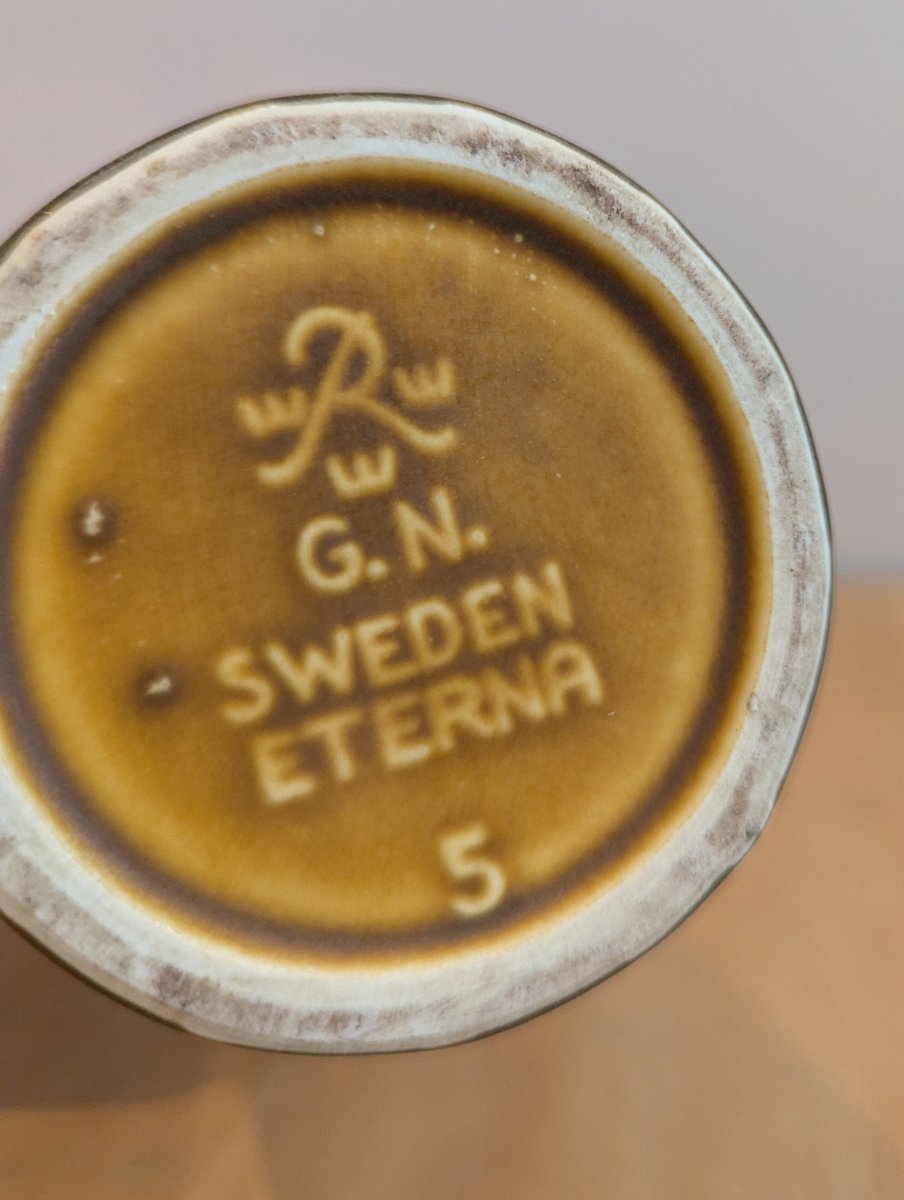 R
G. N.
SWEDEN
ETERNA
5